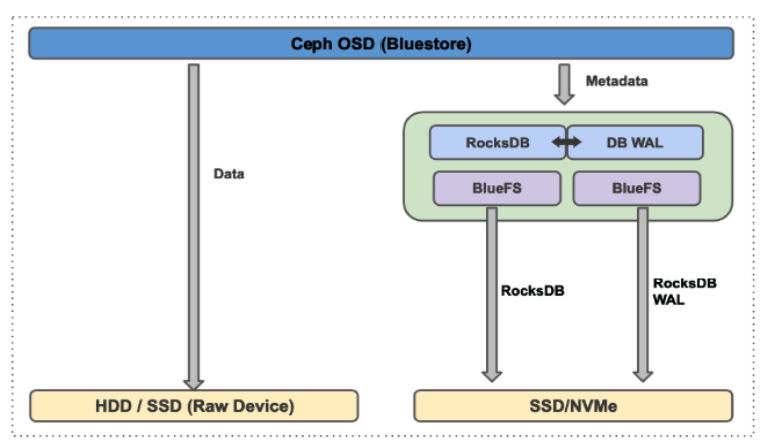 Ceph OSD (Bluestore)
Metadata
RocksDB
DB WAL
Data
BlueFS
BlueFS
RocksDB
RocksDB
WAL
HDD / SSD (Raw Device)
SSD/NVMe